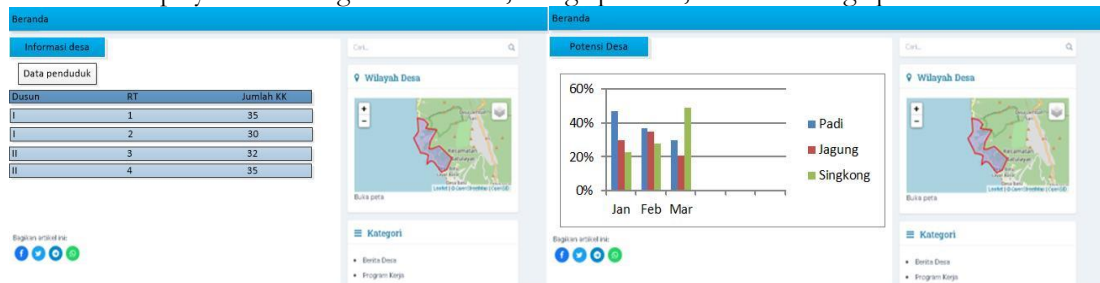 Beranda
Informasi desa
Cari...
Data penduduk
Wilayah Desa
Dusun RT Jumlah KK
I 1 35
I 2 30
II 3 32
II 4 35
+
-
Buka peta
Kategori
Bagikan artikel ini:
Berita Desa
Program Kerja
Beranda
Potensi Desa
Cari...
Wilayah Desa
60%
40%
20%
0%
Jan Feb Mar
Padi
Jagung
Singkong
+
-
Buka peta
Kategori
Bagikan artikel ini:
Berita Desa
Program Kerja